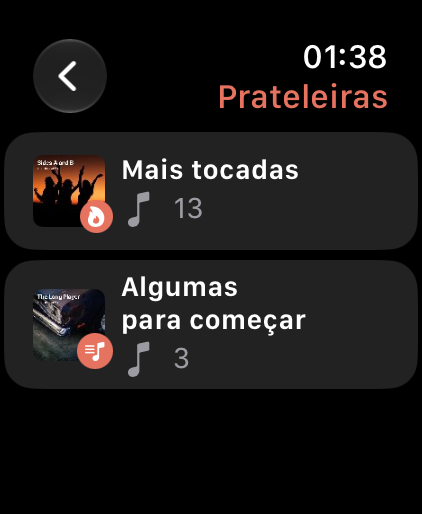 01:38
Prateleiras
Sides A and B
Mais tocadas
13
The Long Player
Algumas
para começar
3